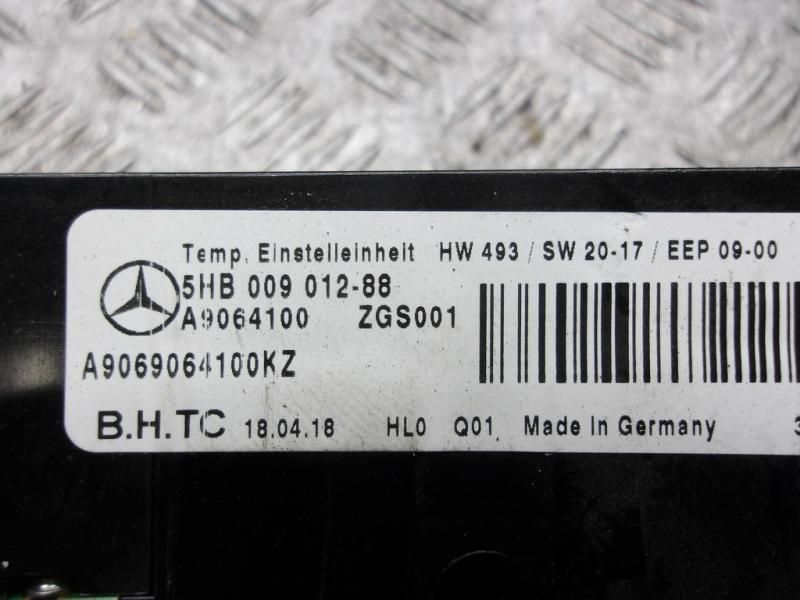 Temp. Einstelleinheit HW 493 / SW 20-17 / EEP 09-00
5HB 009 012-88
A9064100 ZGS001
A9069064100KZ
B.H.TC 18.04.18 HL0 Q01 Made In Germany